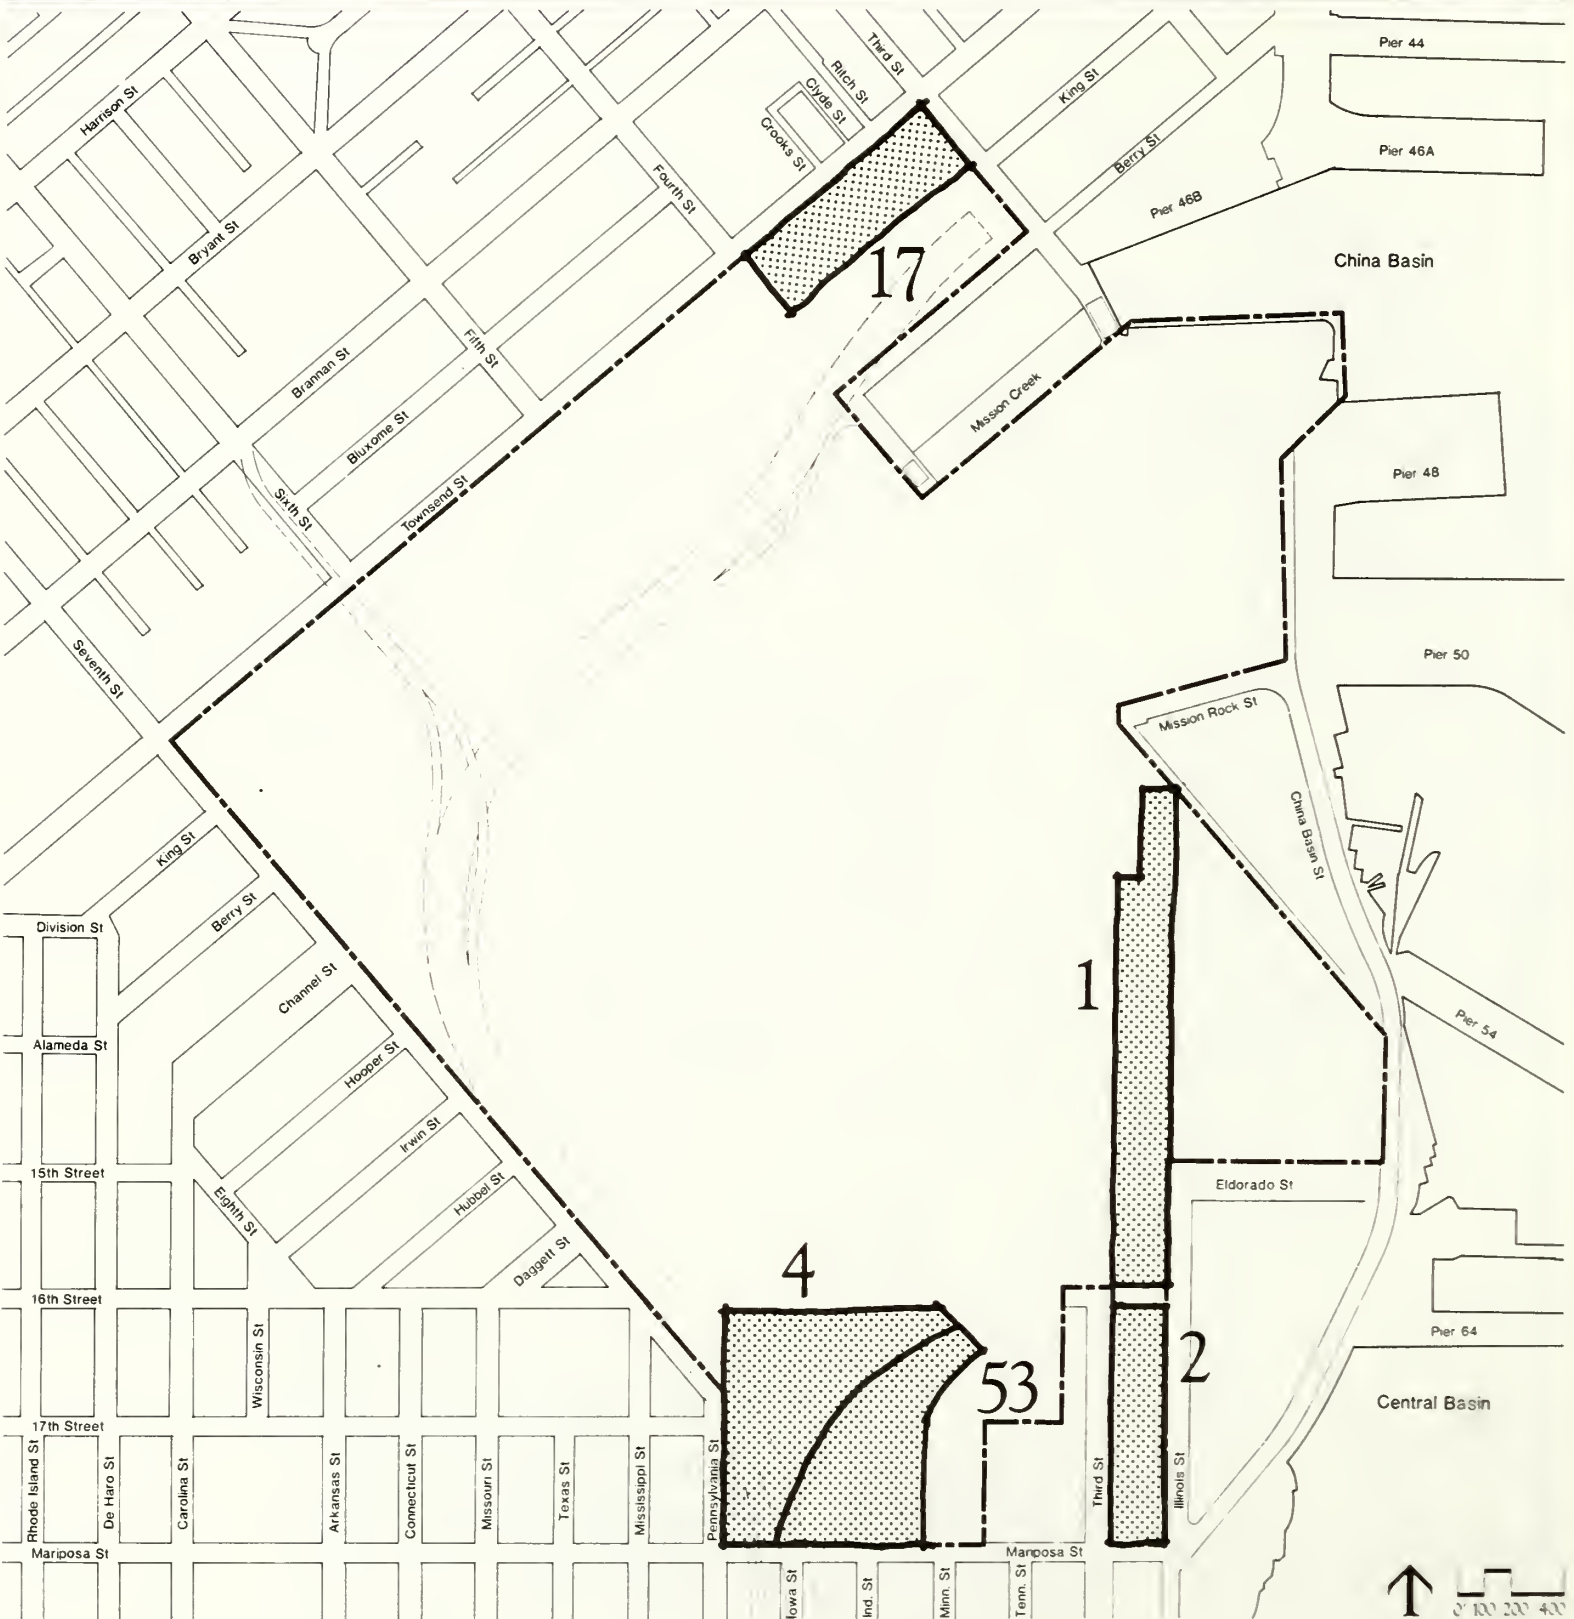 Pier 44
Third St
Ritch St
Clyde St
Crooks St
King St
Berry St
Harrison St
Pier 46A
Fourth St
Pier 46B
Bryant St
17
China Basin
Fifth St
Brannan St
Mission Creek
Bluxome St
Pier 48
Sixth St
Townsend St
Seventh St
Pier 50
Mission Rock St
China Basin St
King St
Berry St
Division St
Channel St
1
Pier 54
Alameda St
Hooper St
Irwin St
15th Street
Eighth St
Hubbel St
Eldorado St
Daggett St
4
16th Street
Wisconsin St
Pier 64
2
53
Central Basin
17th Street
Rhode Island St
De Haro St
Carolina St
Arkansas St
Connecticut St
Missouri St
Texas St
Mississippi St
Pennsylvania St
Third St
Illinois St
Mariposa St
Mariposa St
Iowa St
Ind. St
Minn. St
Tenn. St
0' 100 200 400